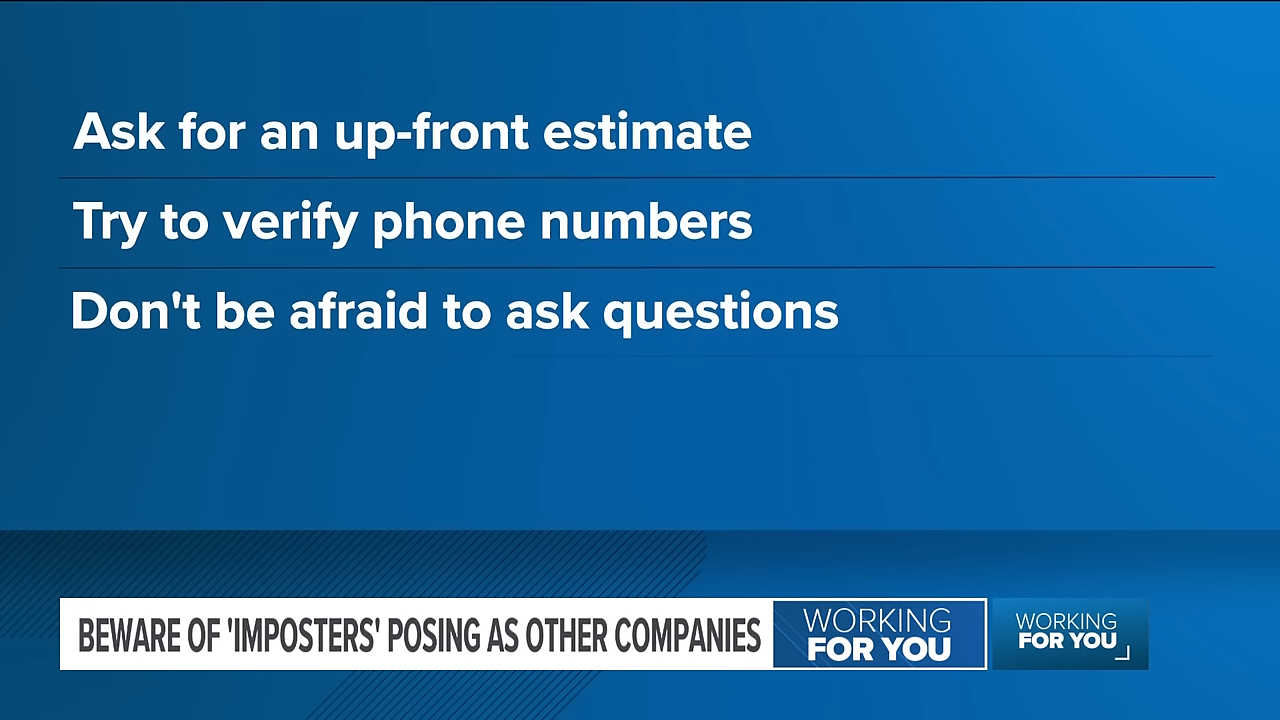 Ask for an up-front estimate
Try to verify phone numbers
Don't be afraid to ask questions
BEWARE OF 'IMPOSTERS' POSING AS OTHER COMPANIES
WORKING
FOR YOU
WORKING
FOR YOU